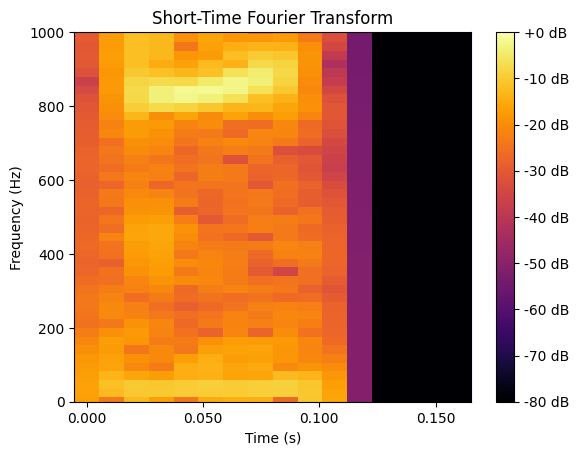 Short-Time Fourier Transform
1000
800
600
400
200
0
Frequency (Hz)
0.000
0.050
0.100
0.150
Time (s)
+0 dB
-10 dB
-20 dB
-30 dB
-40 dB
-50 dB
-60 dB
-70 dB
-80 dB